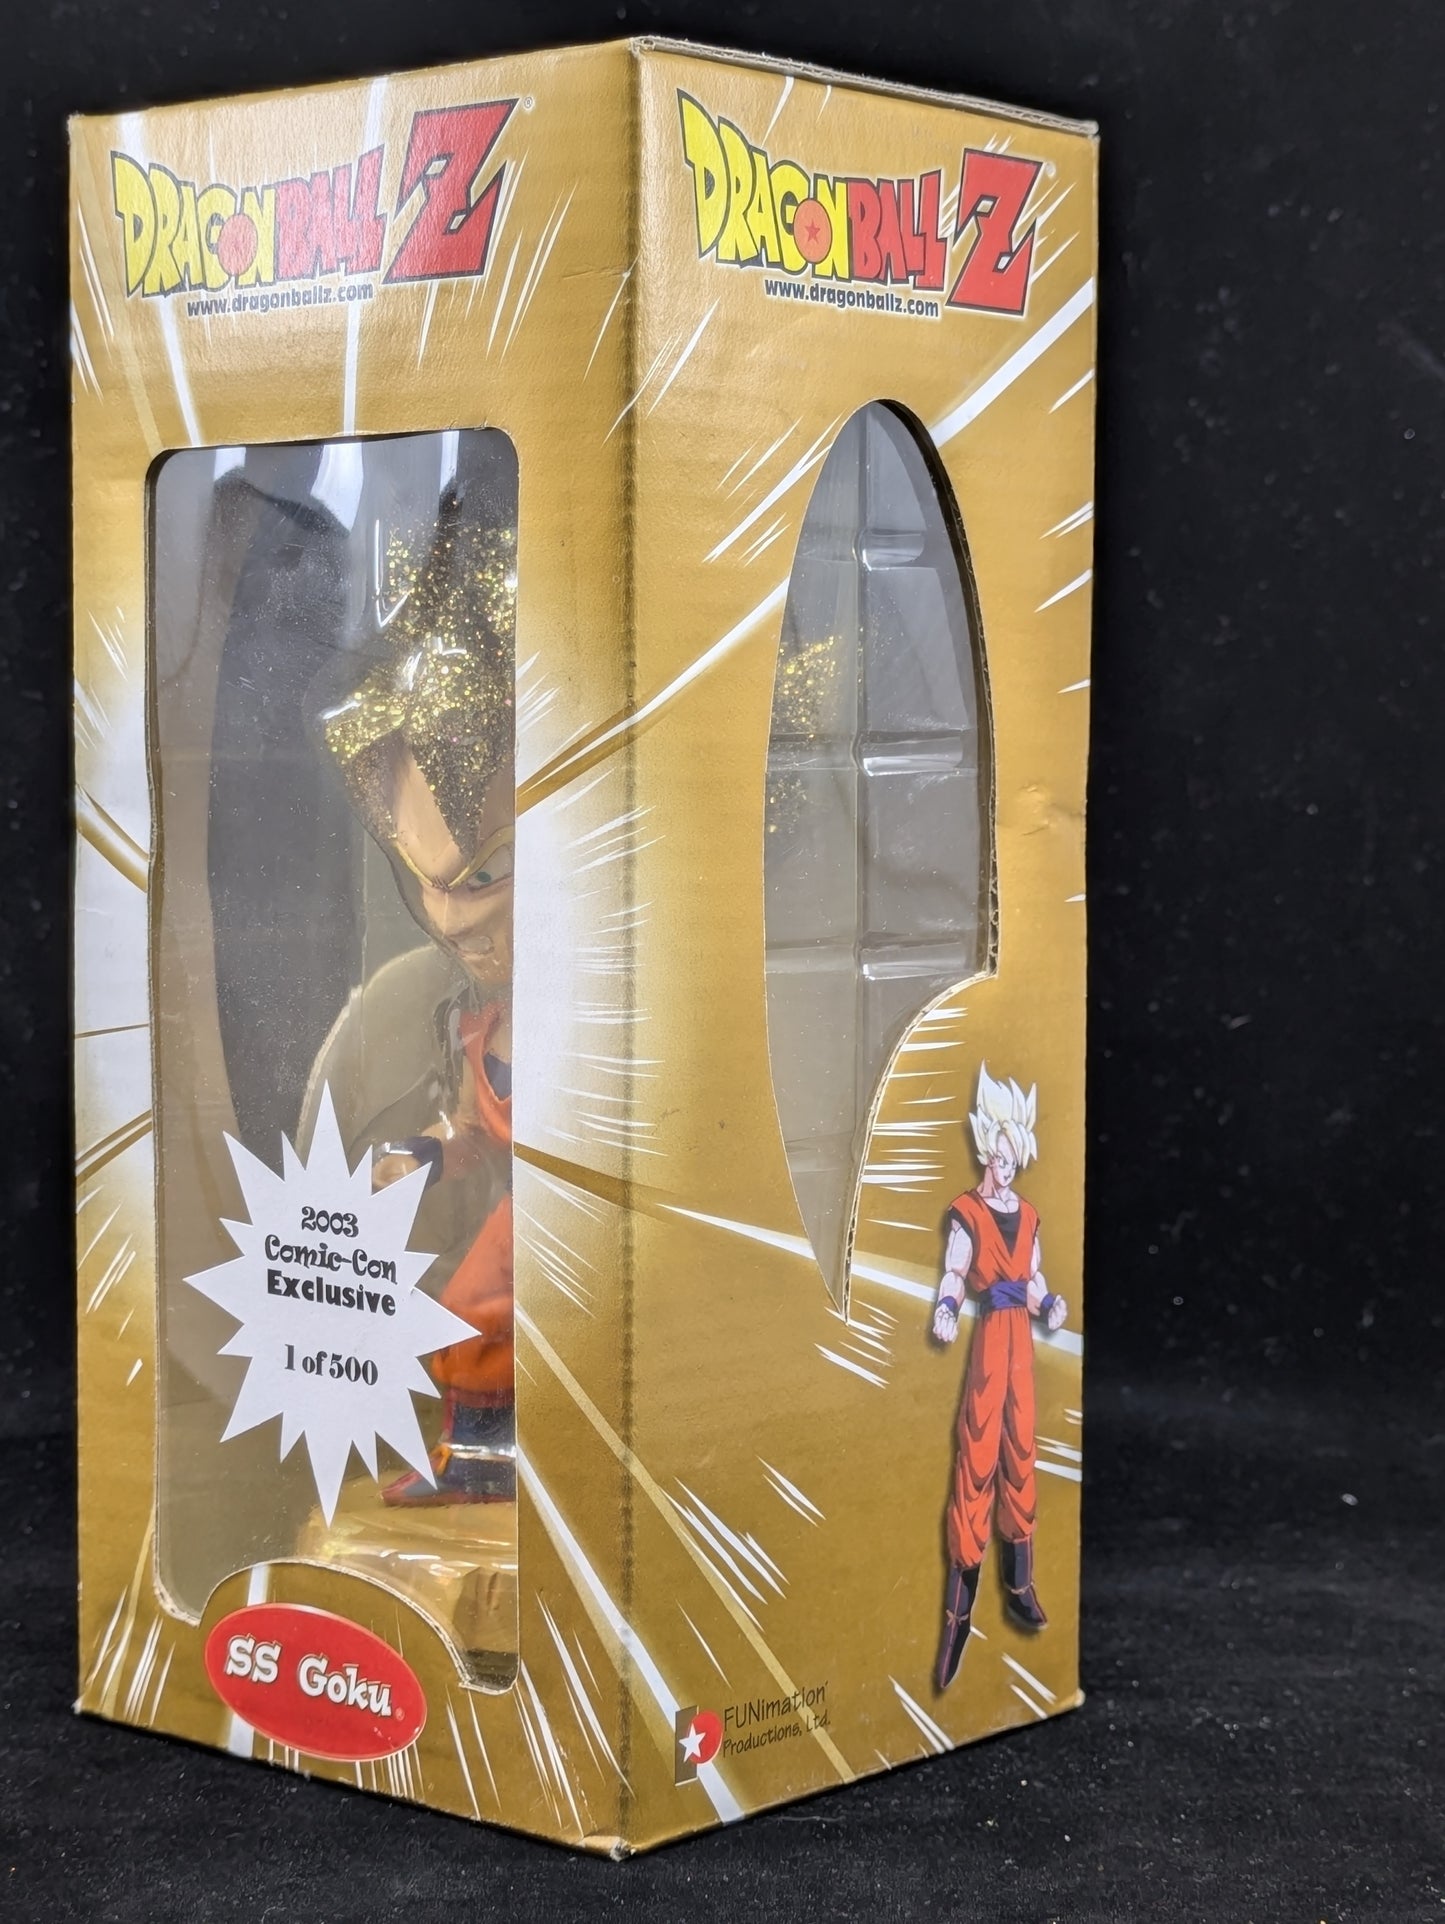 DRAGONBALL Z®
www.dragonballz.com
2003
Comic-Con
Exclusive
1 of 500
SS Goku
DRAGONBALL Z
www.dragonballz.com
FUNimation
Productions, Ltd.